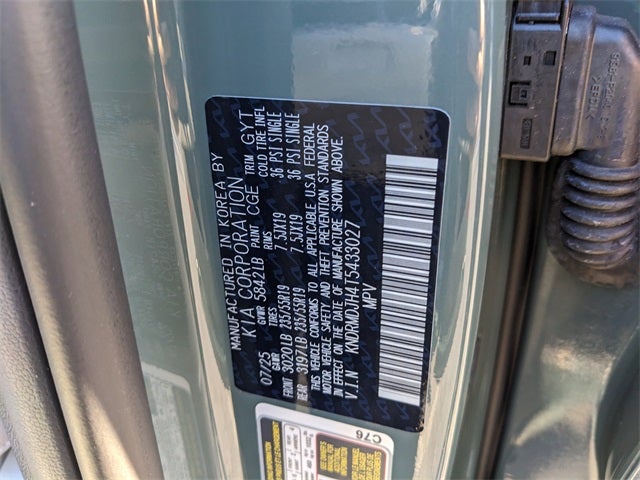 MANUFACTURED IN KOREA BY
KIA CORPORATION
07/25 GVWR 5842LB PAINT CGE TRIM GYT
GAWR RIMS COLD TIRE INFL
FRONT 3020LB 235/55R19 7.5JX19 36 PSI SINGLE
REAR 3197LB 235/55R19 7.5JX19 36 PSI SINGLE
THIS VEHICLE CONFORMS TO ALL APPLICABLE U.S.A FEDERAL
MOTOR VEHICLE SAFETY AND THEFT PREVENTION STANDARDS
IN EFFECT ON THE DATE OF MANUFACTURE SHOWN ABOVE.
V.I.N: KNDRMDJH4T5433027
MPV
C76